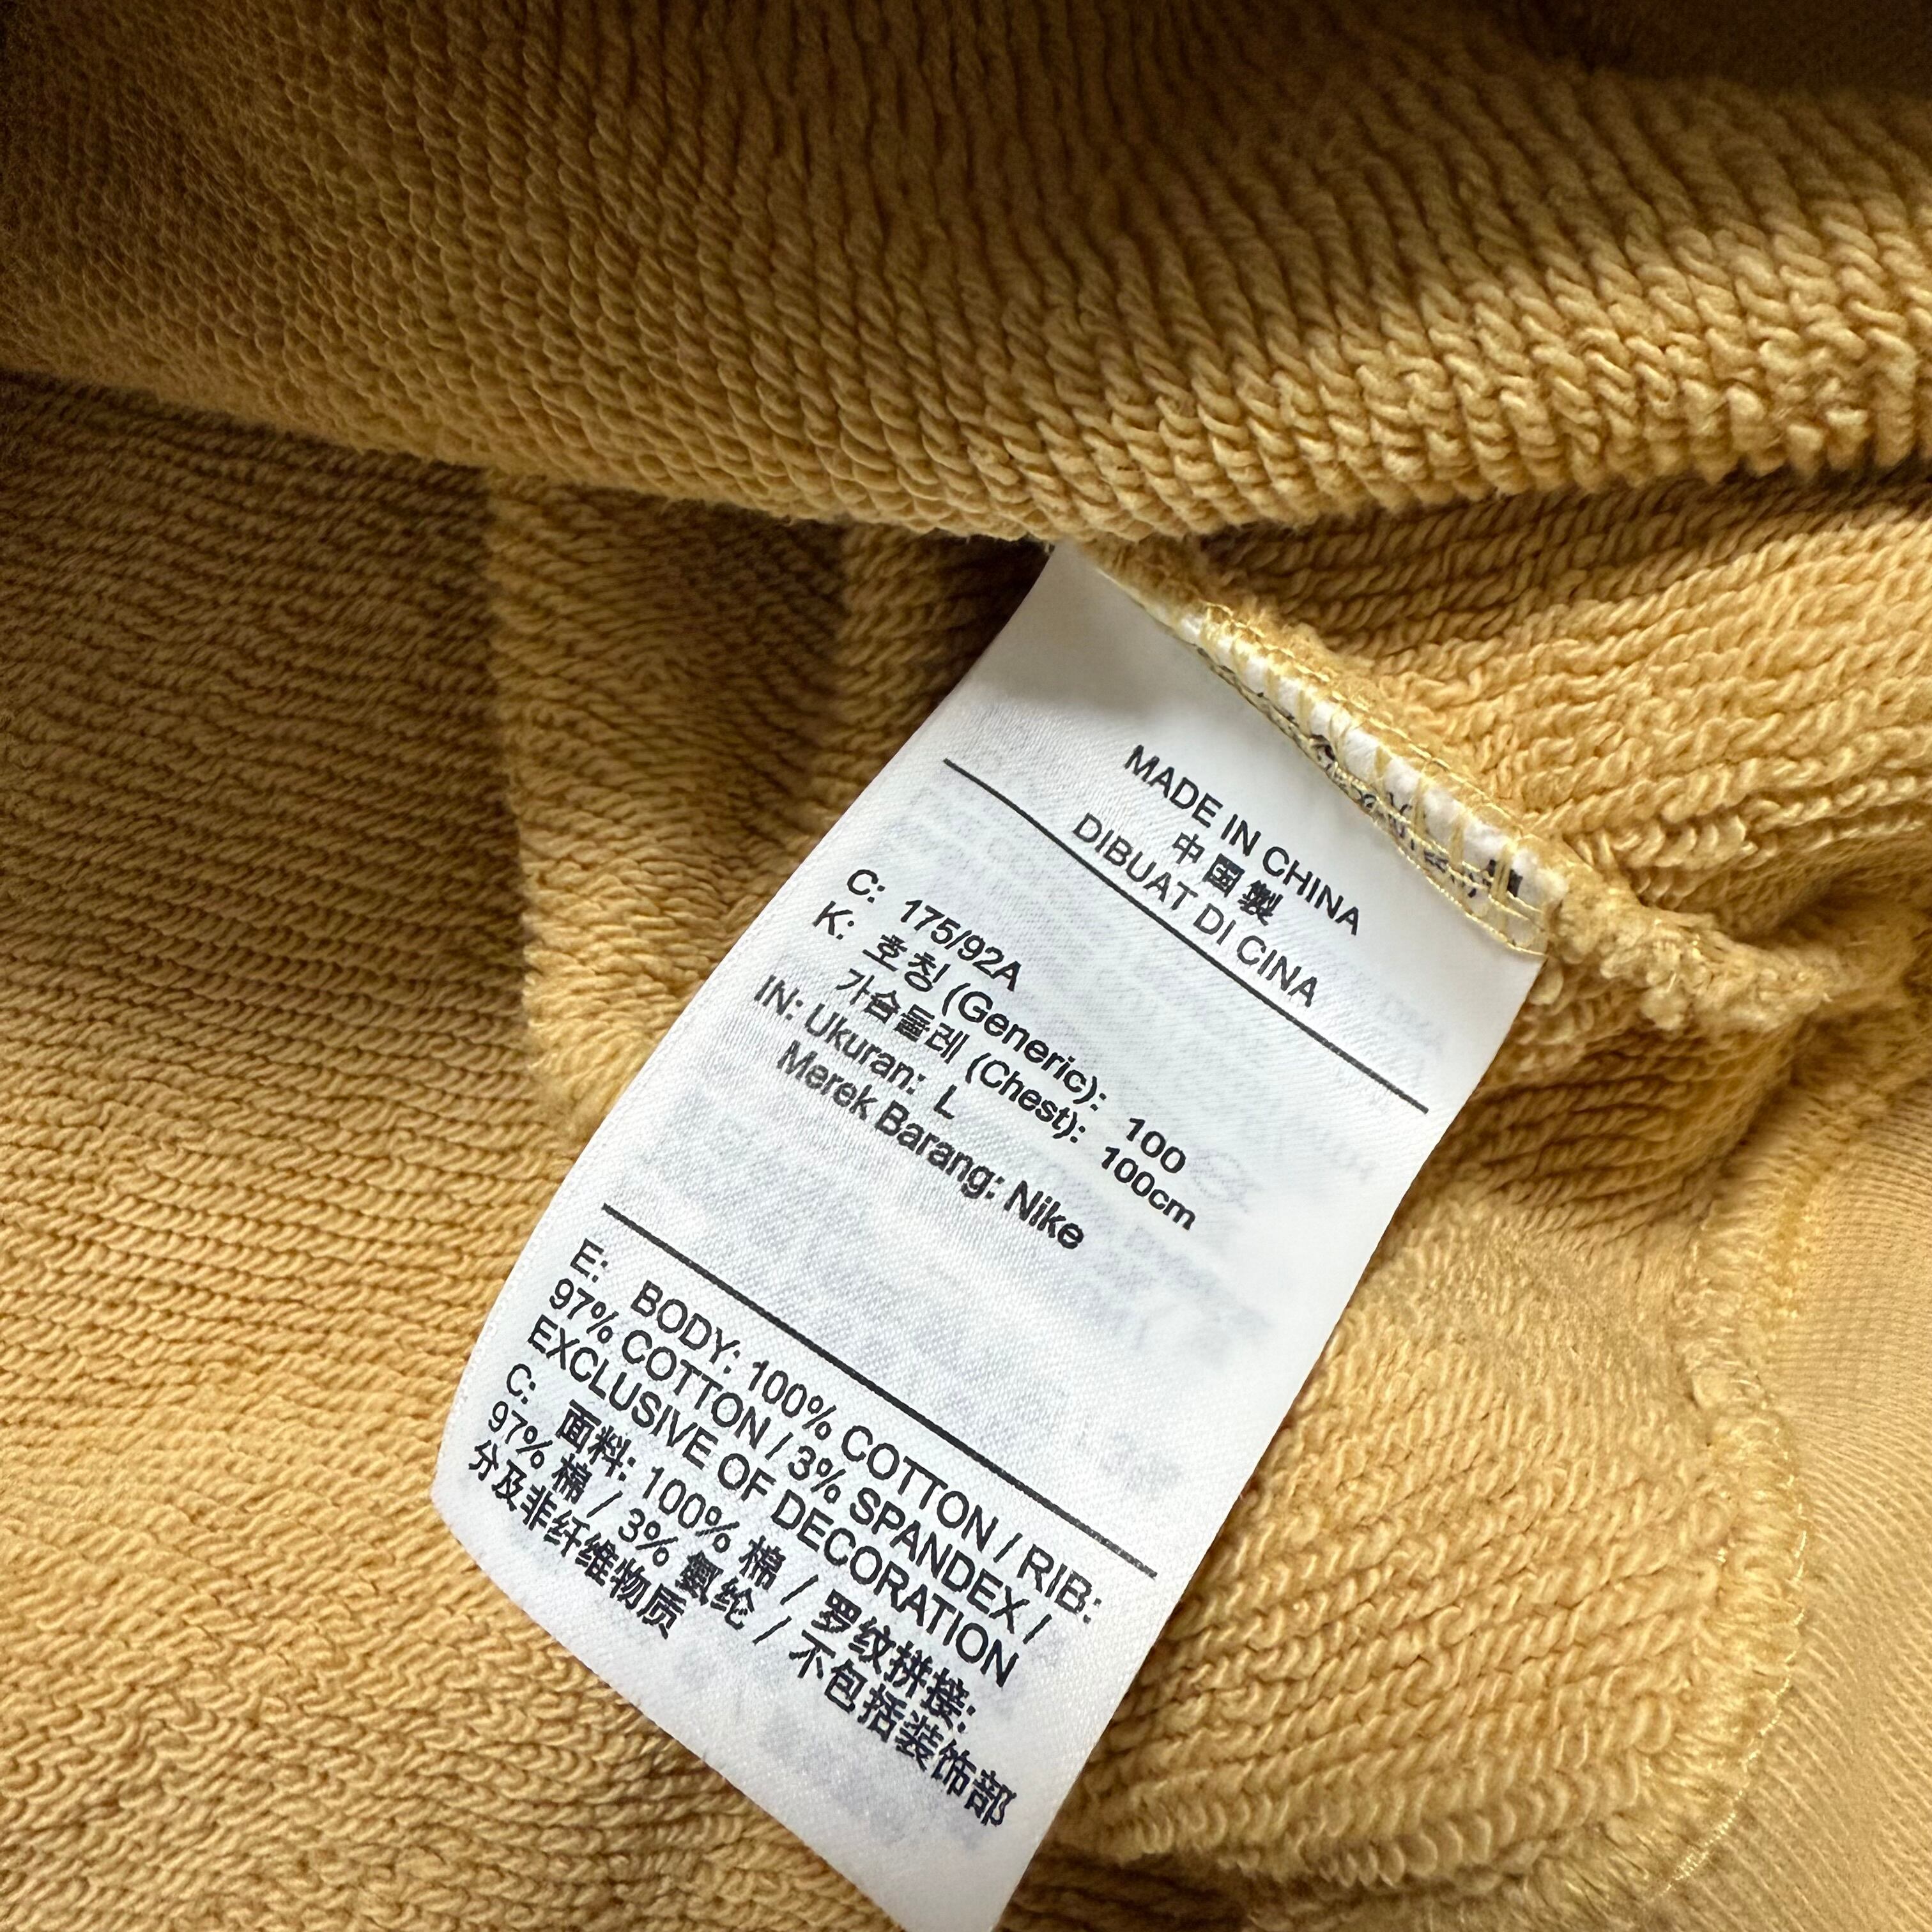 MADE IN CHINA
中国製
DIBUAT DI CINA
C: 175/92A
K: 호칭 (Generic): 100
가슴둘레 (Chest): 100cm
IN: Ukuran: L
Merek Barang: Nike
E: BODY: 100% COTTON / RIB:
97% COTTON / 3% SPANDEX /
EXCLUSIVE OF DECORATION
C: 面料: 100% 棉 / 罗纹拼接:
97% 棉 / 3% 氨纶 / 不包括装饰部
分及非纤维物质